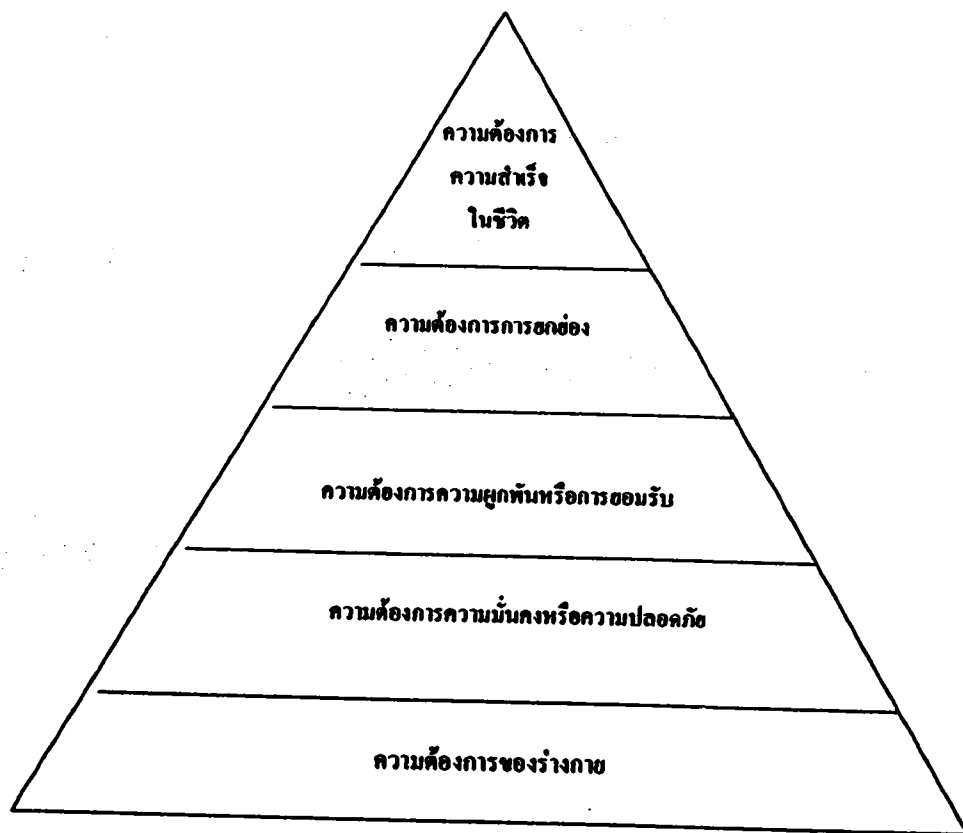 ความต้องการ
ความสำเร็จ
ในชีวิต
ความต้องการการยกย่อง
ความต้องการความผูกพันหรือการยอมรับ
ความต้องการความมั่นคงหรือความปลอดภัย
ความต้องการของร่างกาย